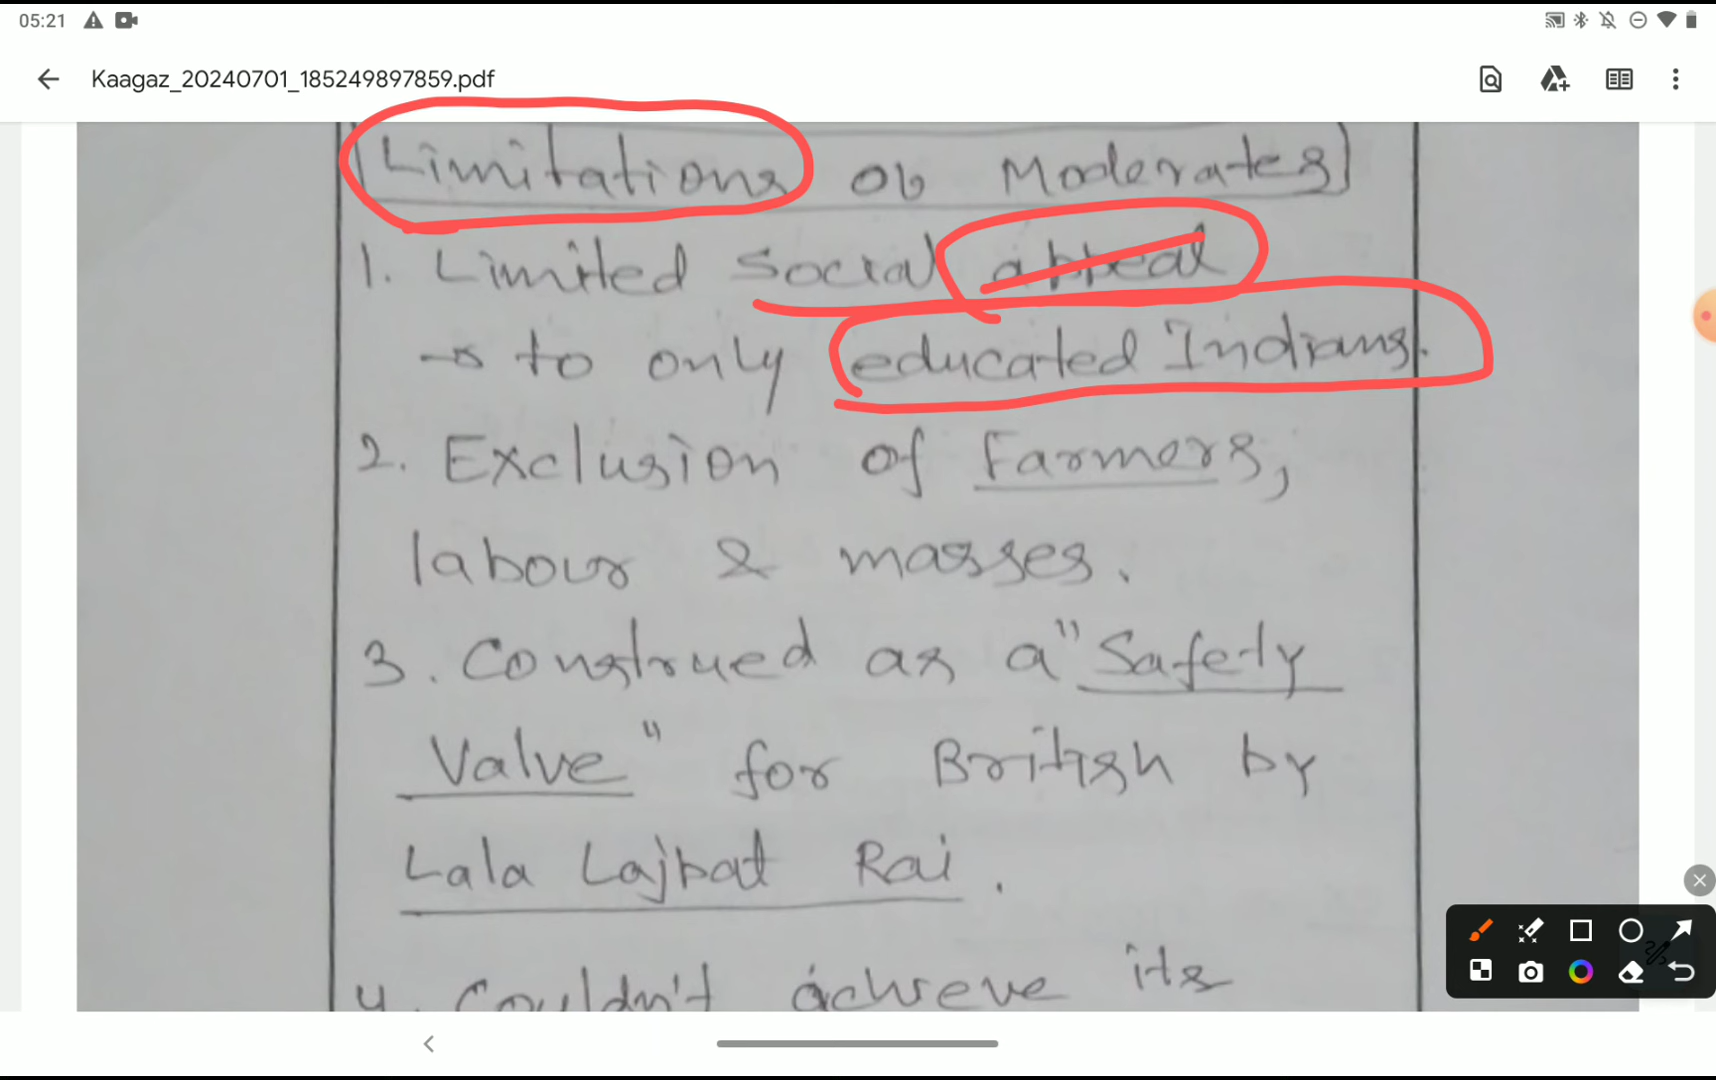 05:21
Kaagaz_20240701_185249897859.pdf
Limitations of Moderates
1. Limited Social appeal
→ to only educated Indians.
2. Exclusion of Farmers,
labour & masses.
3. Construed as a "Safety
Valve" for British by
Lala Lajpat Rai.
4. Couldn't achieve its